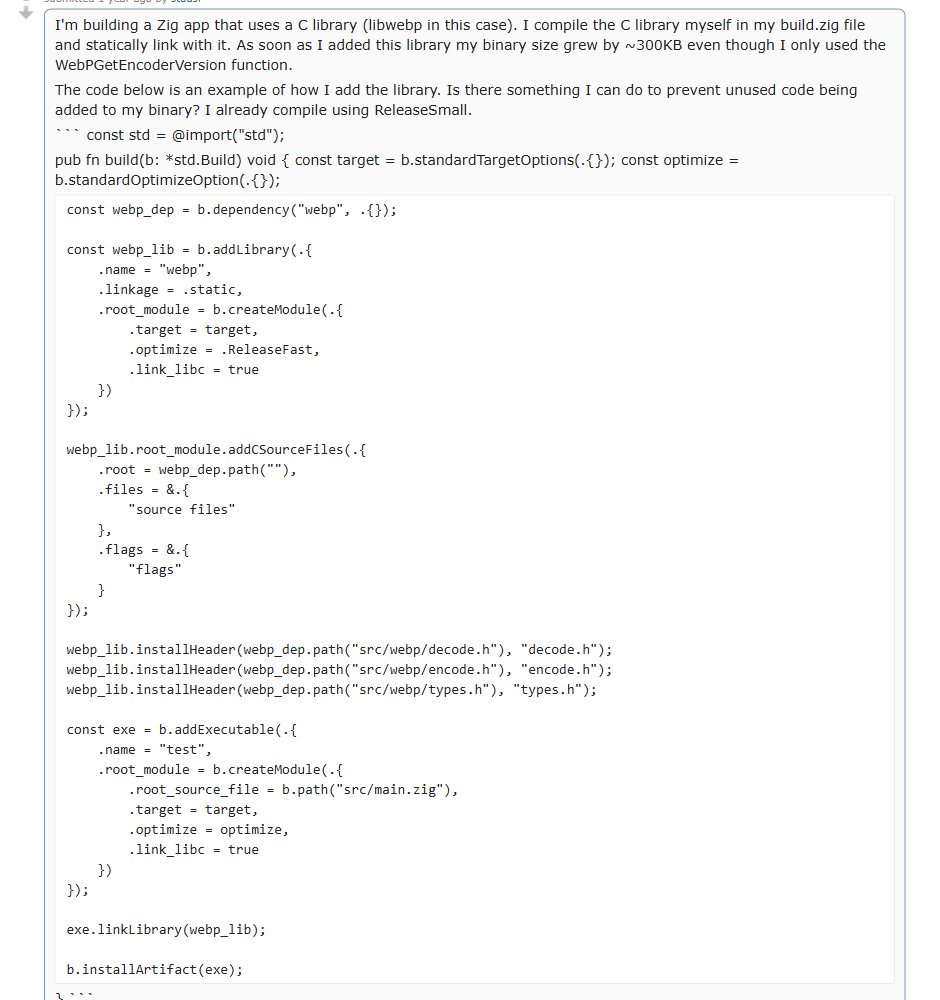 submitted 1 year ago by
I'm building a Zig app that uses a C library (libwebp in this case). I compile the C library myself in my build.zig file
and statically link with it. As soon as I added this library my binary size grew by ~300KB even though I only used the
WebPGetEncoderVersion function.
The code below is an example of how I add the library. Is there something I can do to prevent unused code being
added to my binary? I already compile using ReleaseSmall.
``` const std = @import("std");
pub fn build(b: *std.Build) void { const target = b.standardTargetOptions(.{}); const optimize =
b.standardOptimizeOption(.{});
const webp_dep = b.dependency("webp", .{});
const webp_lib = b.addLibrary(.{
    .name = "webp",
    .linkage = .static,
    .root_module = b.createModule(.{
        .target = target,
        .optimize = .ReleaseFast,
        .link_libc = true
    })
});
webp_lib.root_module.addCSourceFiles(.{
    .root = webp_dep.path(""),
    .files = &.{
        "source files"
    },
    .flags = &.{
        "flags"
    }
});
webp_lib.installHeader(webp_dep.path("src/webp/decode.h"), "decode.h");
webp_lib.installHeader(webp_dep.path("src/webp/encode.h"), "encode.h");
webp_lib.installHeader(webp_dep.path("src/webp/types.h"), "types.h");
const exe = b.addExecutable(.{
    .name = "test",
    .root_module = b.createModule(.{
        .root_source_file = b.path("src/main.zig"),
        .target = target,
        .optimize = optimize,
        .link_libc = true
    })
});
exe.linkLibrary(webp_lib);
b.installArtifact(exe);
} ```